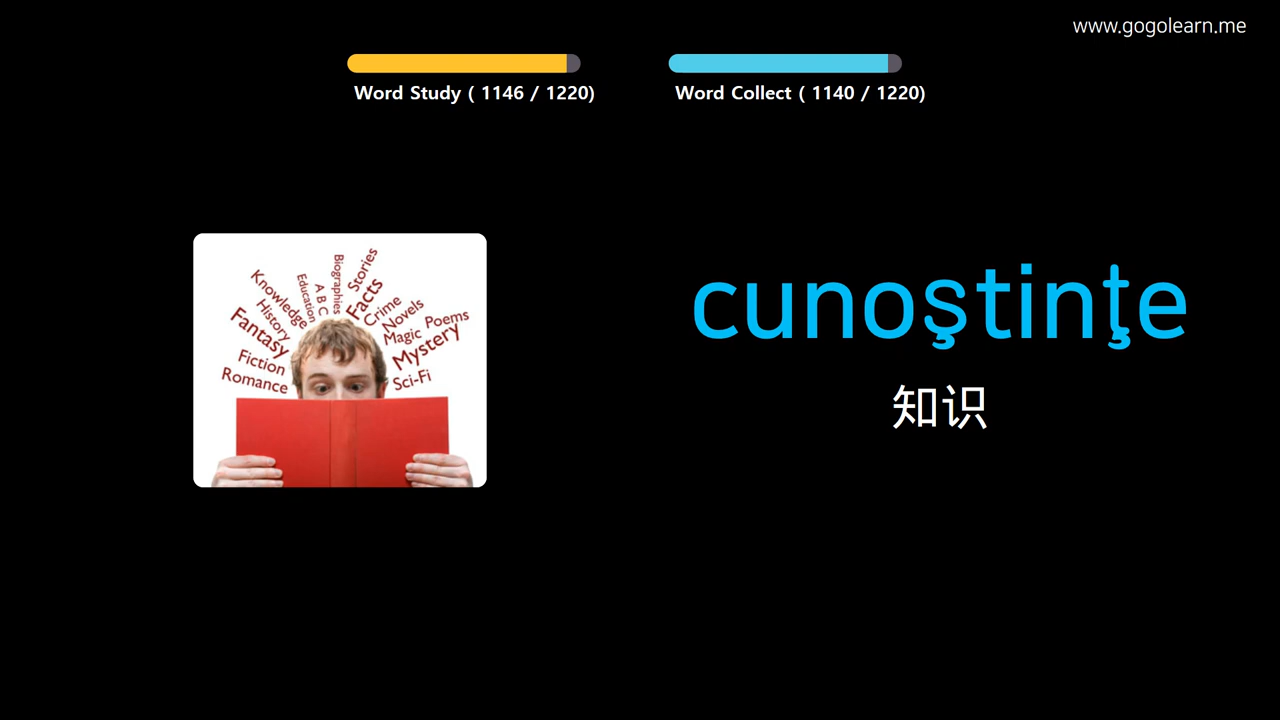 www.gogolearn.me
Word Study ( 1146 / 1220)
Word Collect ( 1140 / 1220)
Knowledge
History
Fantasy
Fiction
Romance
Education
A B C
Biographies
Stories
Facts
Crime
Novels
Magic
Poems
Mystery
Sci-Fi
cunoştinţe
知识